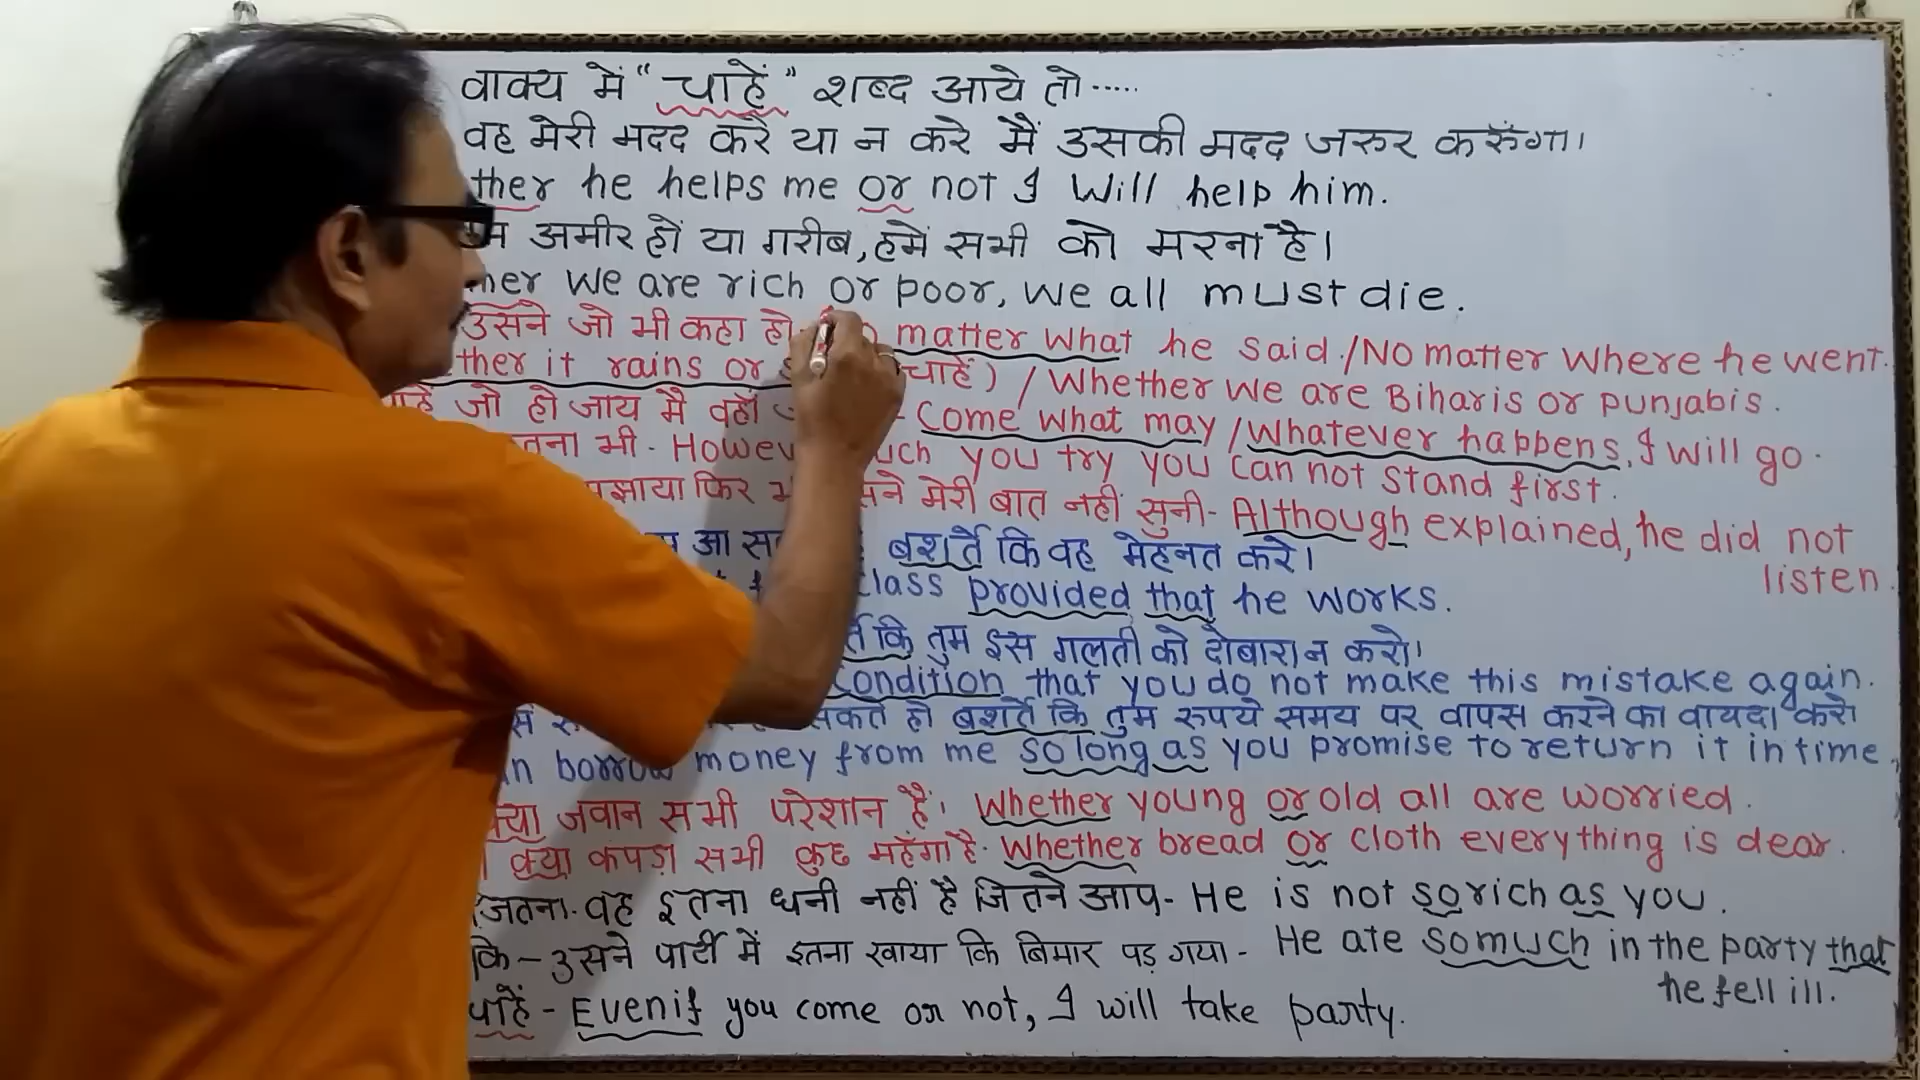 वाक्य में "चाहें" शब्द आये तो.....
वह मेरी मदद करे या न करे मैं उसकी मदद जरुर करुँगा।
ther he helps me or not I will help him.
म अमीर हों या गरीब, हमें सभी को मरना है।
her we are rich or poor, we all must die.
उसने जो भी कहा हो- matter what he said./No matter where he went.
ther it rains or (चाहें) / Whether we are Biharis or punjabis.
जो हो जाय मै वहाँ - Come what may / Whatever happens, I will go.
तना भी - Howev uch you try you can not stand first.
झाया फिर ने मेरी बात नहीं सुनी- Although explained, he did not listen.
आ बशर्ते कि वह मेहनत करे।
class provided that he works.
र्ते कि तुम इस गलती को दोबारा न करो।
condition that you do not make this mistake again.
सकते हो बशर्ते कि तुम रुपये समय पर वापस करने का वायदा करो
n borrow money from me so long as you promise to return it in time,
क्या जवान सभी परेशान है। Whether young or old all are worried.
क्या कपड़ा सभी कुछ महँगा है- Whether bread or cloth everything is dear.
जितना- वह इतना धनी नहीं है जितने आप- He is not so rich as you.
कि - उसने पार्टी में इतना खाया कि बिमार पड़ गया - He ate so much in the party that he fell ill.
चाहें - Even if you come or not, I will take party.